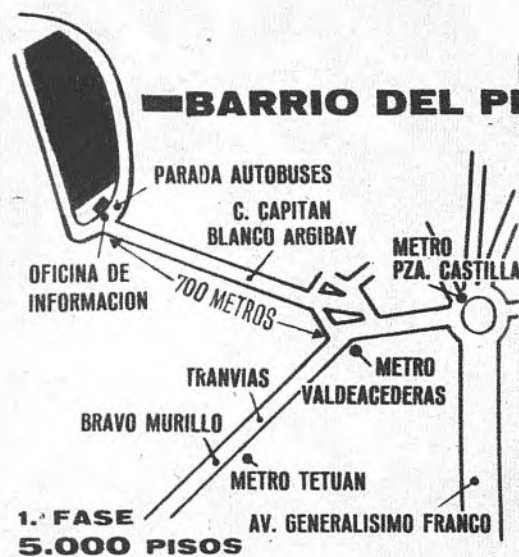 BARRIO DEL
PARADA AUTOBUSES
C. CAPITAN
BLANCO ARGIBAY
METRO
PZA. CASTILLA
OFICINA DE
INFORMACION
700 METROS
METRO
VALDEACEDERAS
TRANVIAS
BRAVO MURILLO
METRO TETUAN
AV. GENERALISIMO FRANCO
1.ª FASE
5.000 PISOS